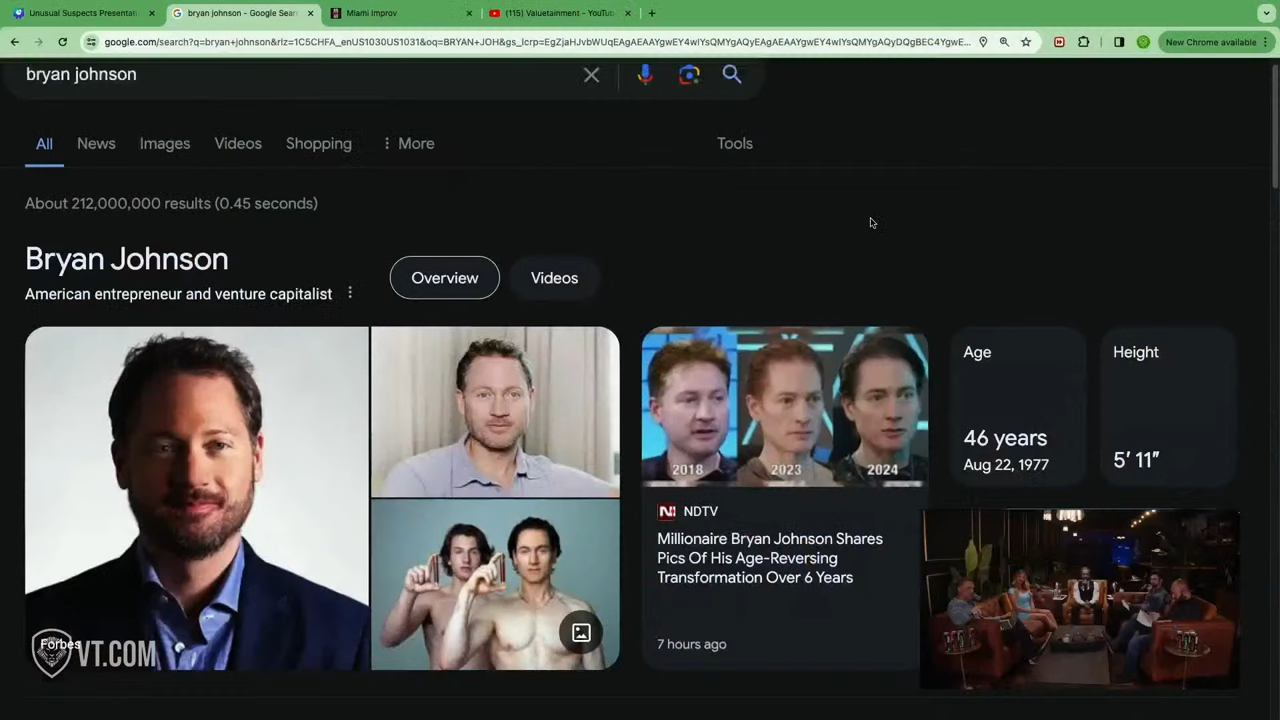 Unusual Suspects Presentati
bryan johnson - Google Sear
Miami Improv
(115) Valuetainment - YouTub
google.com/search?q=bryan+johnson&rlz=1C5CHFA_enUS1030US1031&oq=BRYAN+JOH&gs_lcrp=EgZjaHJvbWUqEAgAEAAYgwEY4wIYsQMYgAQyEAgAEAAYgwEY4wIYsQMYgAQyDQgBEC4YgwE...
New Chrome available
bryan johnson
All
News
Images
Videos
Shopping
More
Tools
About 212,000,000 results (0.45 seconds)
Bryan Johnson
American entrepreneur and venture capitalist
Overview
Videos
2018
2023
2024
Age
46 years
Aug 22, 1977
Height
5' 11"
NDTV
Millionaire Bryan Johnson Shares
Pics Of His Age-Reversing
Transformation Over 6 Years
7 hours ago
Forbes
VT.COM